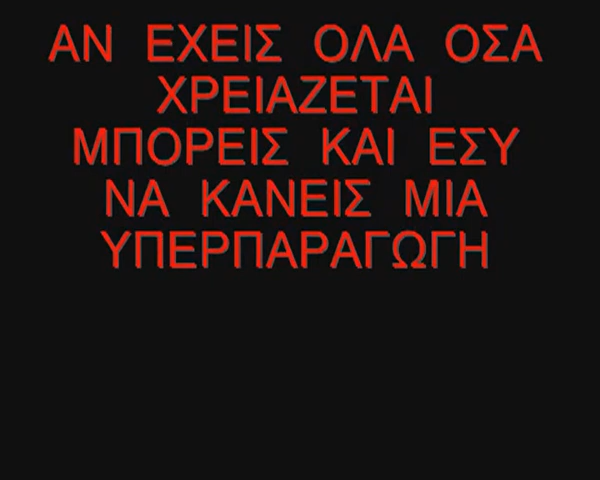 ΑΝ ΕΧΕΙΣ ΟΛΑ ΟΣΑ
ΧΡΕΙΑΖΕΤΑΙ
ΜΠΟΡΕΙΣ ΚΑΙ ΕΣΥ
ΝΑ ΚΑΝΕΙΣ ΜΙΑ
ΥΠΕΡΠΑΡΑΓΩΓΗ